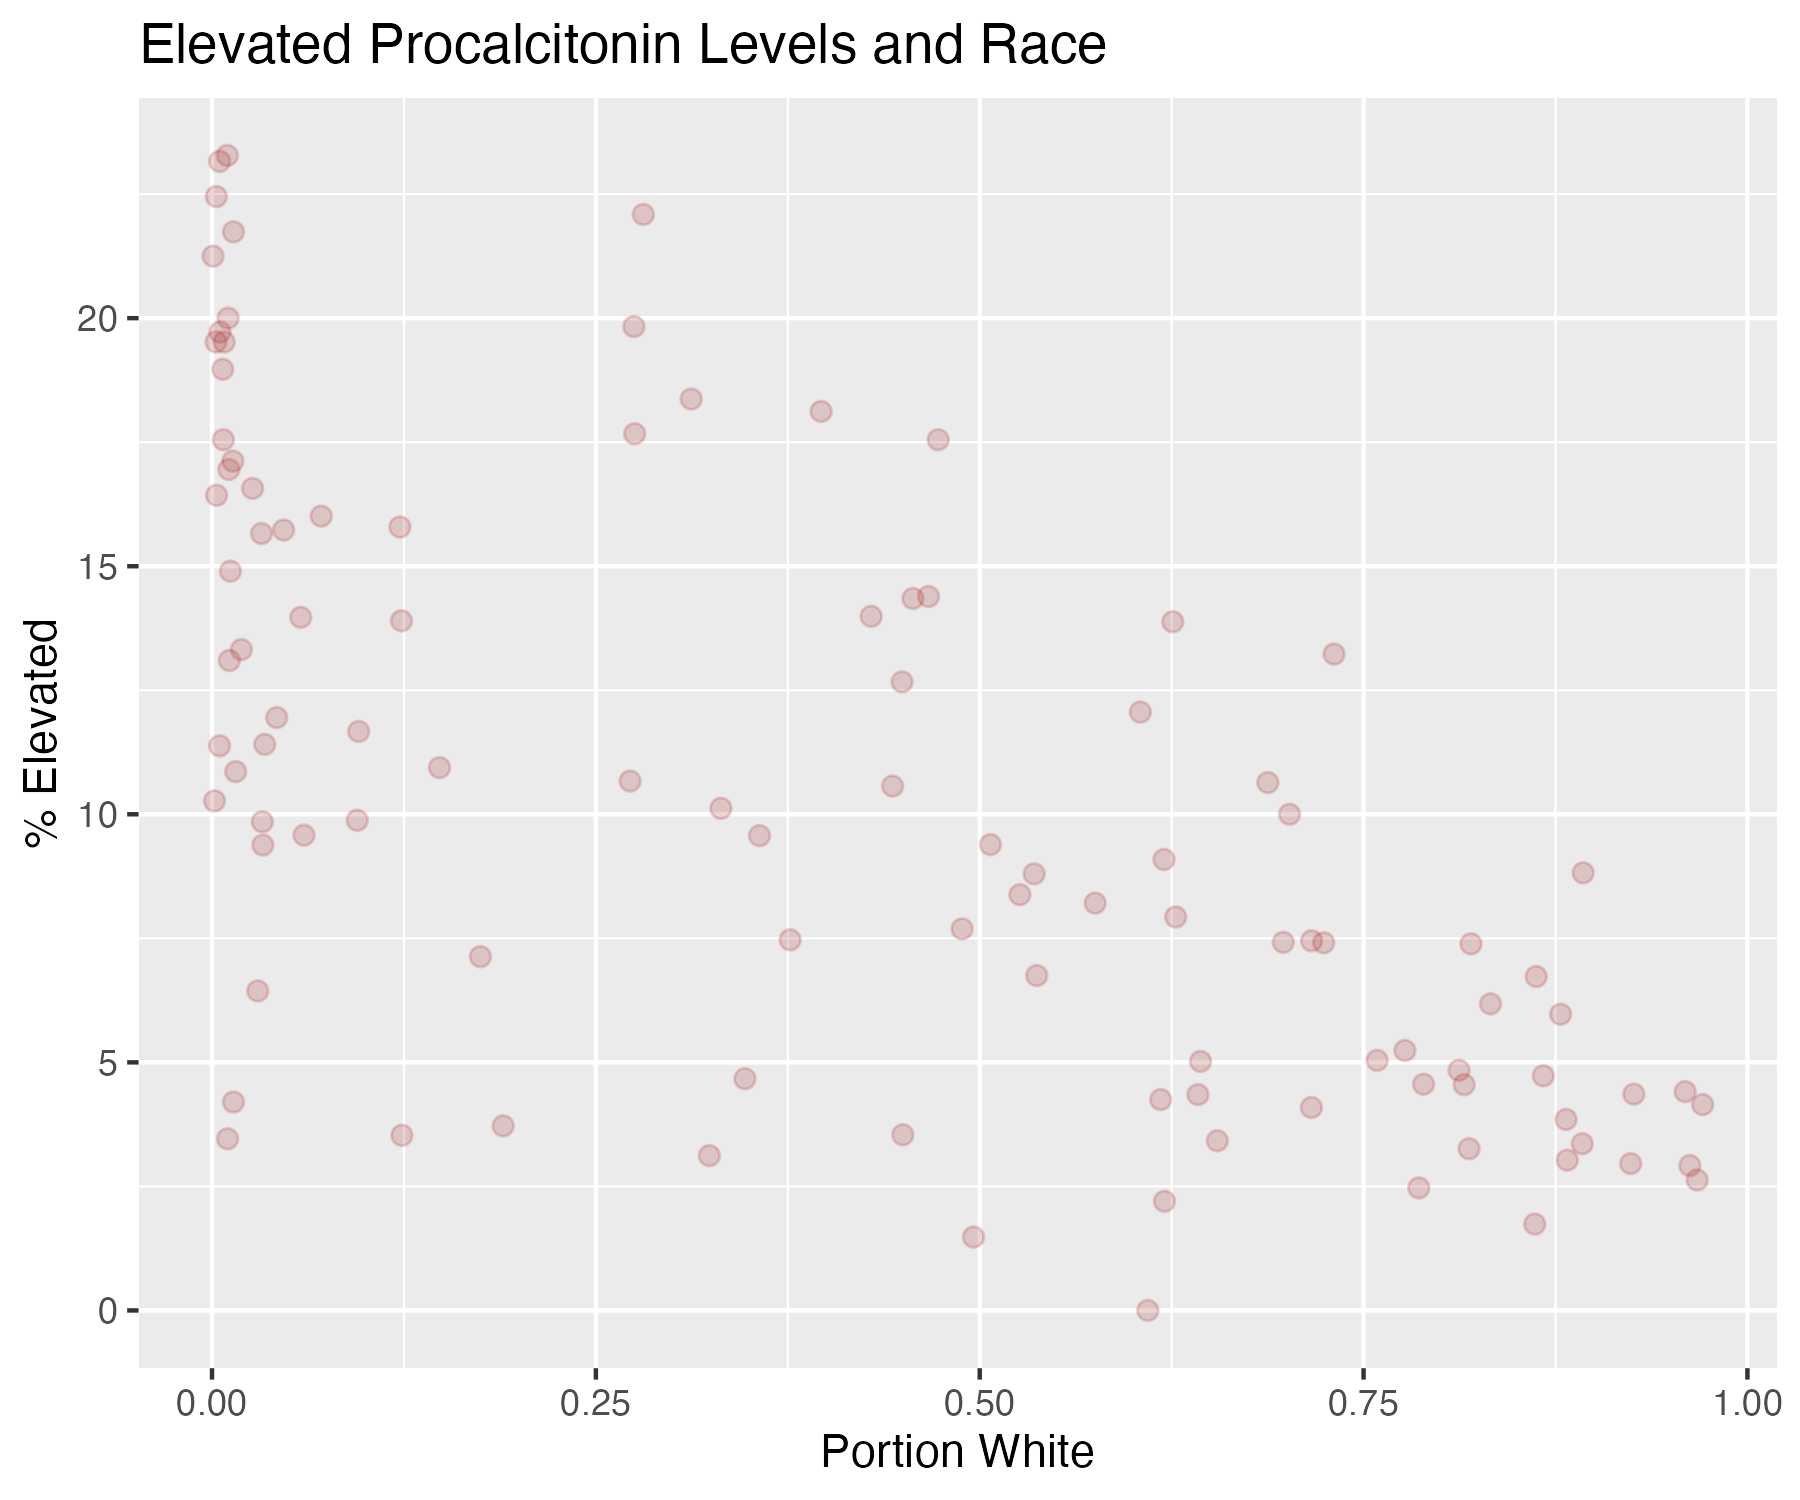 Elevated Procalcitonin Levels and Race
% Elevated
20
15
10
5
0
0.00 0.25 0.50 0.75 1.00
Portion White